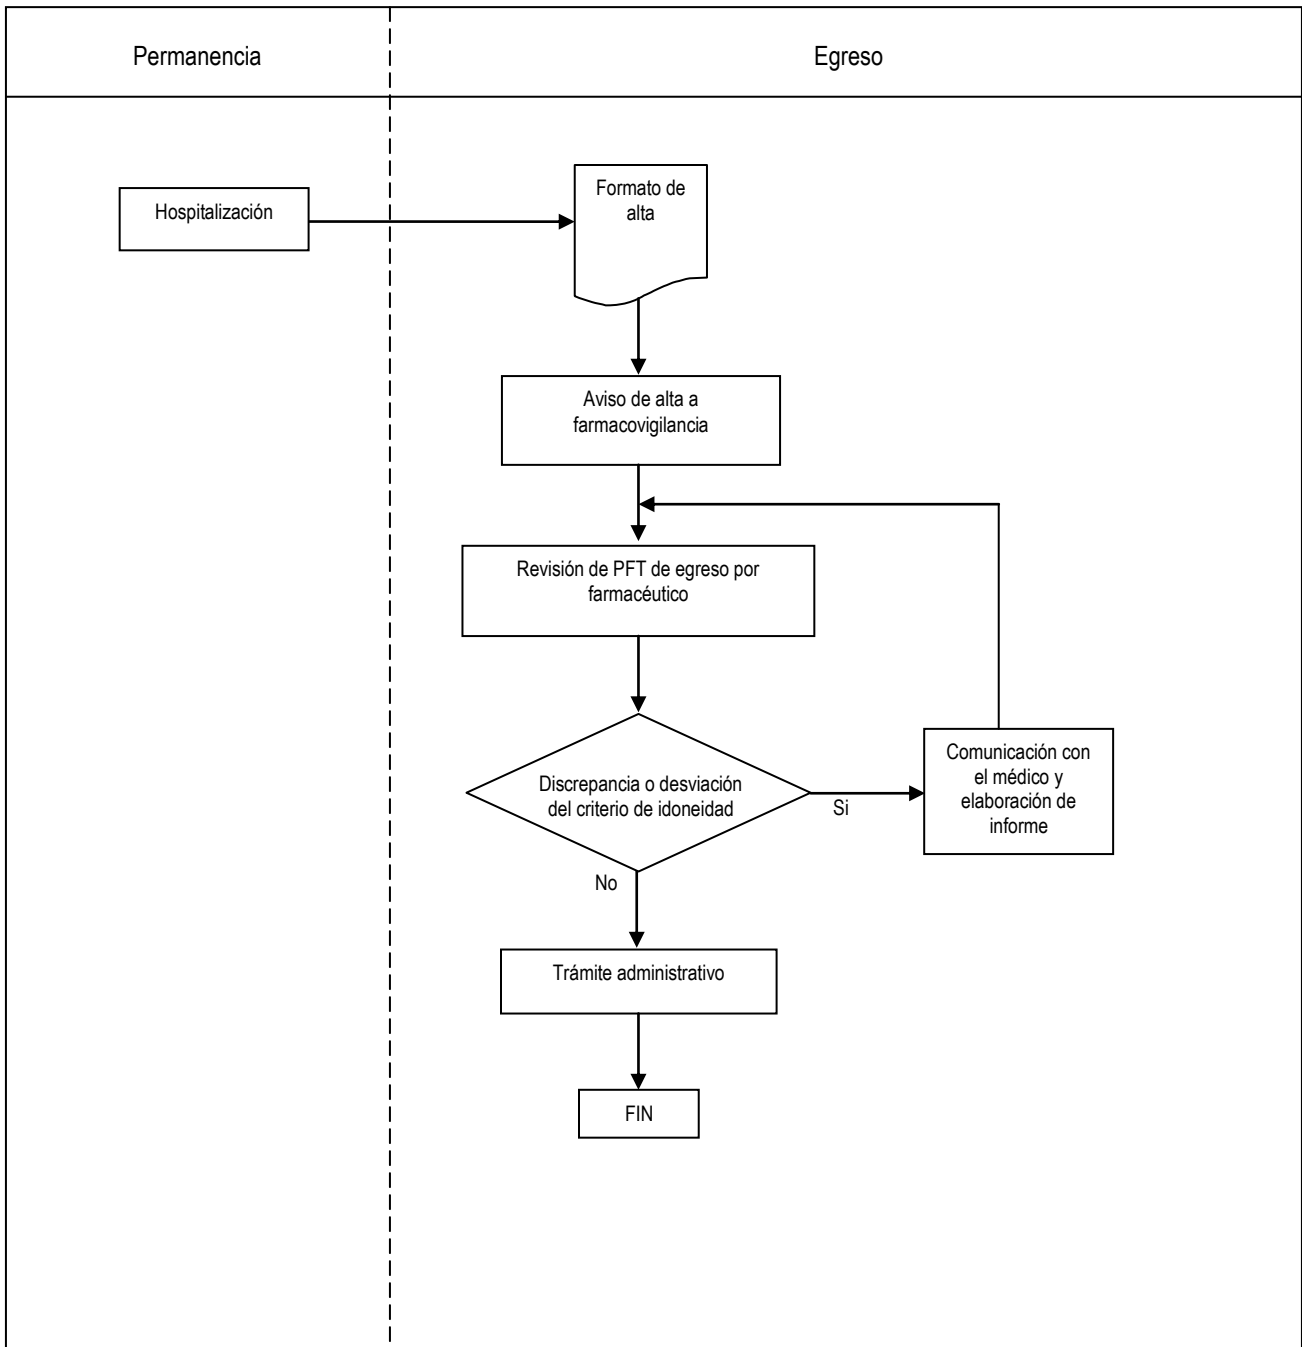 Permanencia
Egreso
Hospitalización
Formato de
alta
Aviso de alta a
farmacovigilancia
Revisión de PFT de egreso por
farmacéutico
Discrepancia o desviación
del criterio de idoneidad
Si
Comunicación con
el médico y
elaboración de
informe
No
Trámite administrativo
FIN